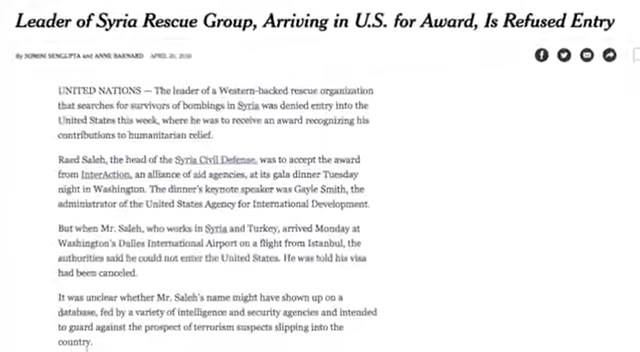 Leader of Syria Rescue Group, Arriving in U.S. for Award, Is Refused Entry
By SOMINI SENGUPTA and ANNE BARNARD APRIL 20, 2016
UNITED NATIONS — The leader of a Western-backed rescue organization
that searches for survivors of bombings in Syria was denied entry into the
United States this week, where he was to receive an award recognizing his
contributions to humanitarian relief.
Raed Saleh, the head of the Syria Civil Defense, was to accept the award
from InterAction, an alliance of aid agencies, at its gala dinner Tuesday
night in Washington. The dinner's keynote speaker was Gayle Smith, the
administrator of the United States Agency for International Development.
But when Mr. Saleh, who works in Syria and Turkey, arrived Monday at
Washington's Dulles International Airport on a flight from Istanbul, the
authorities said he could not enter the United States. He was told his visa
had been canceled.
It was unclear whether Mr. Saleh's name might have shown up on a
database, fed by a variety of intelligence and security agencies and intended
to guard against the prospect of terrorism suspects slipping into the
country.